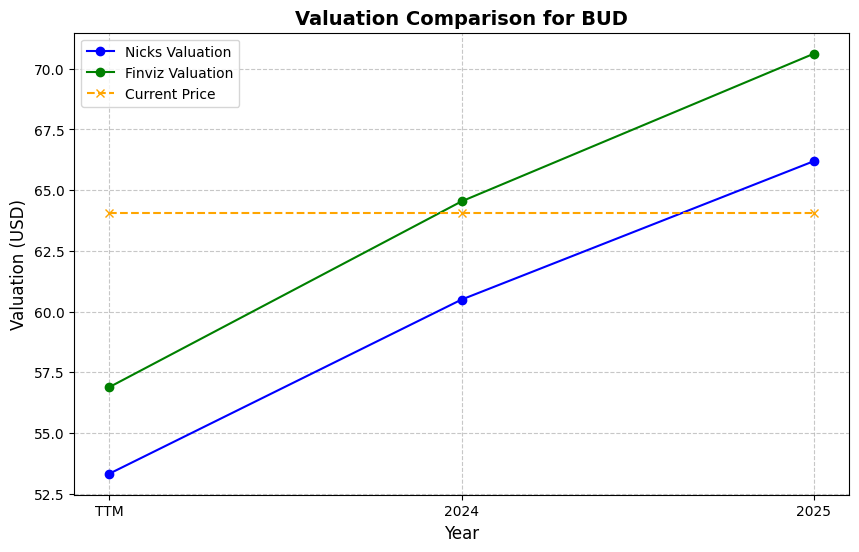 Valuation Comparison for BUD
Nicks Valuation
Finviz Valuation
Current Price
Valuation (USD)
70.0
67.5
65.0
62.5
60.0
57.5
55.0
52.5
TTM
2024
2025
Year